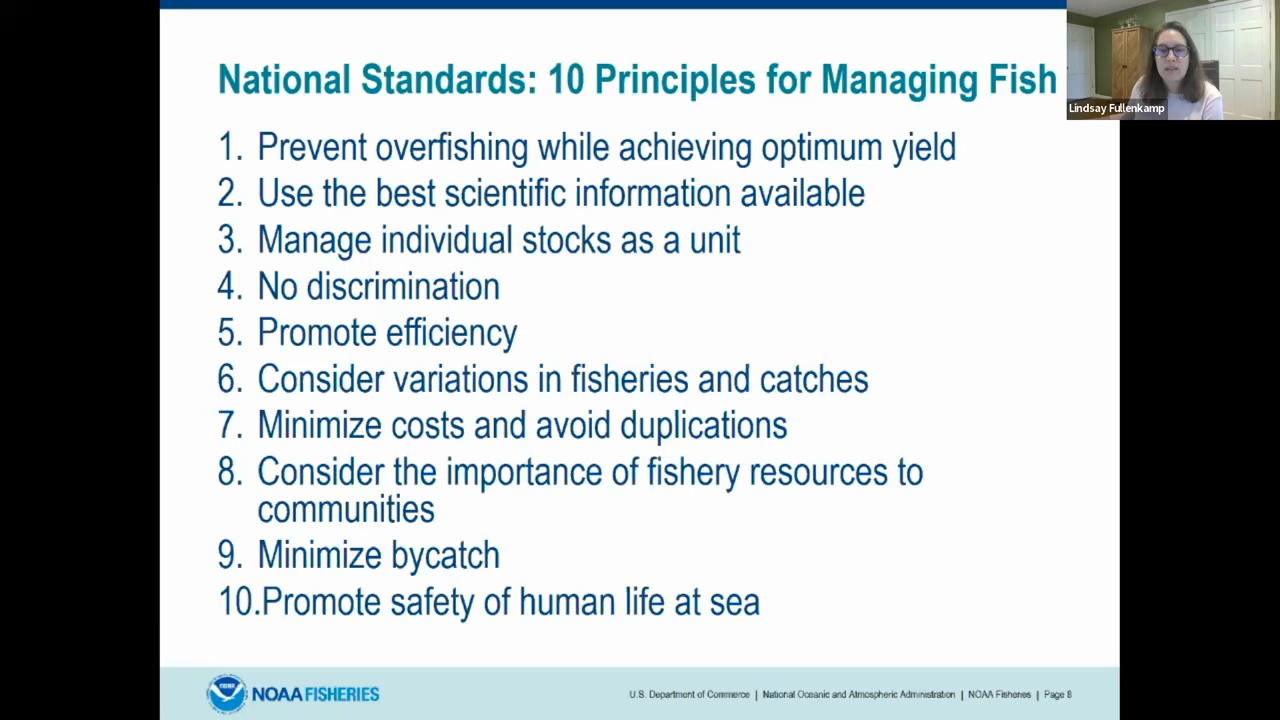 National Standards: 10 Principles for Managing Fish
Lindsay Fullenkamp
1. Prevent overfishing while achieving optimum yield
2. Use the best scientific information available
3. Manage individual stocks as a unit
4. No discrimination
5. Promote efficiency
6. Consider variations in fisheries and catches
7. Minimize costs and avoid duplications
8. Consider the importance of fishery resources to
communities
9. Minimize bycatch
10.Promote safety of human life at sea
NOAA FISHERIES
U.S. Department of Commerce | National Oceanic and Atmospheric Administration | NOAA Fisheries | Page 8